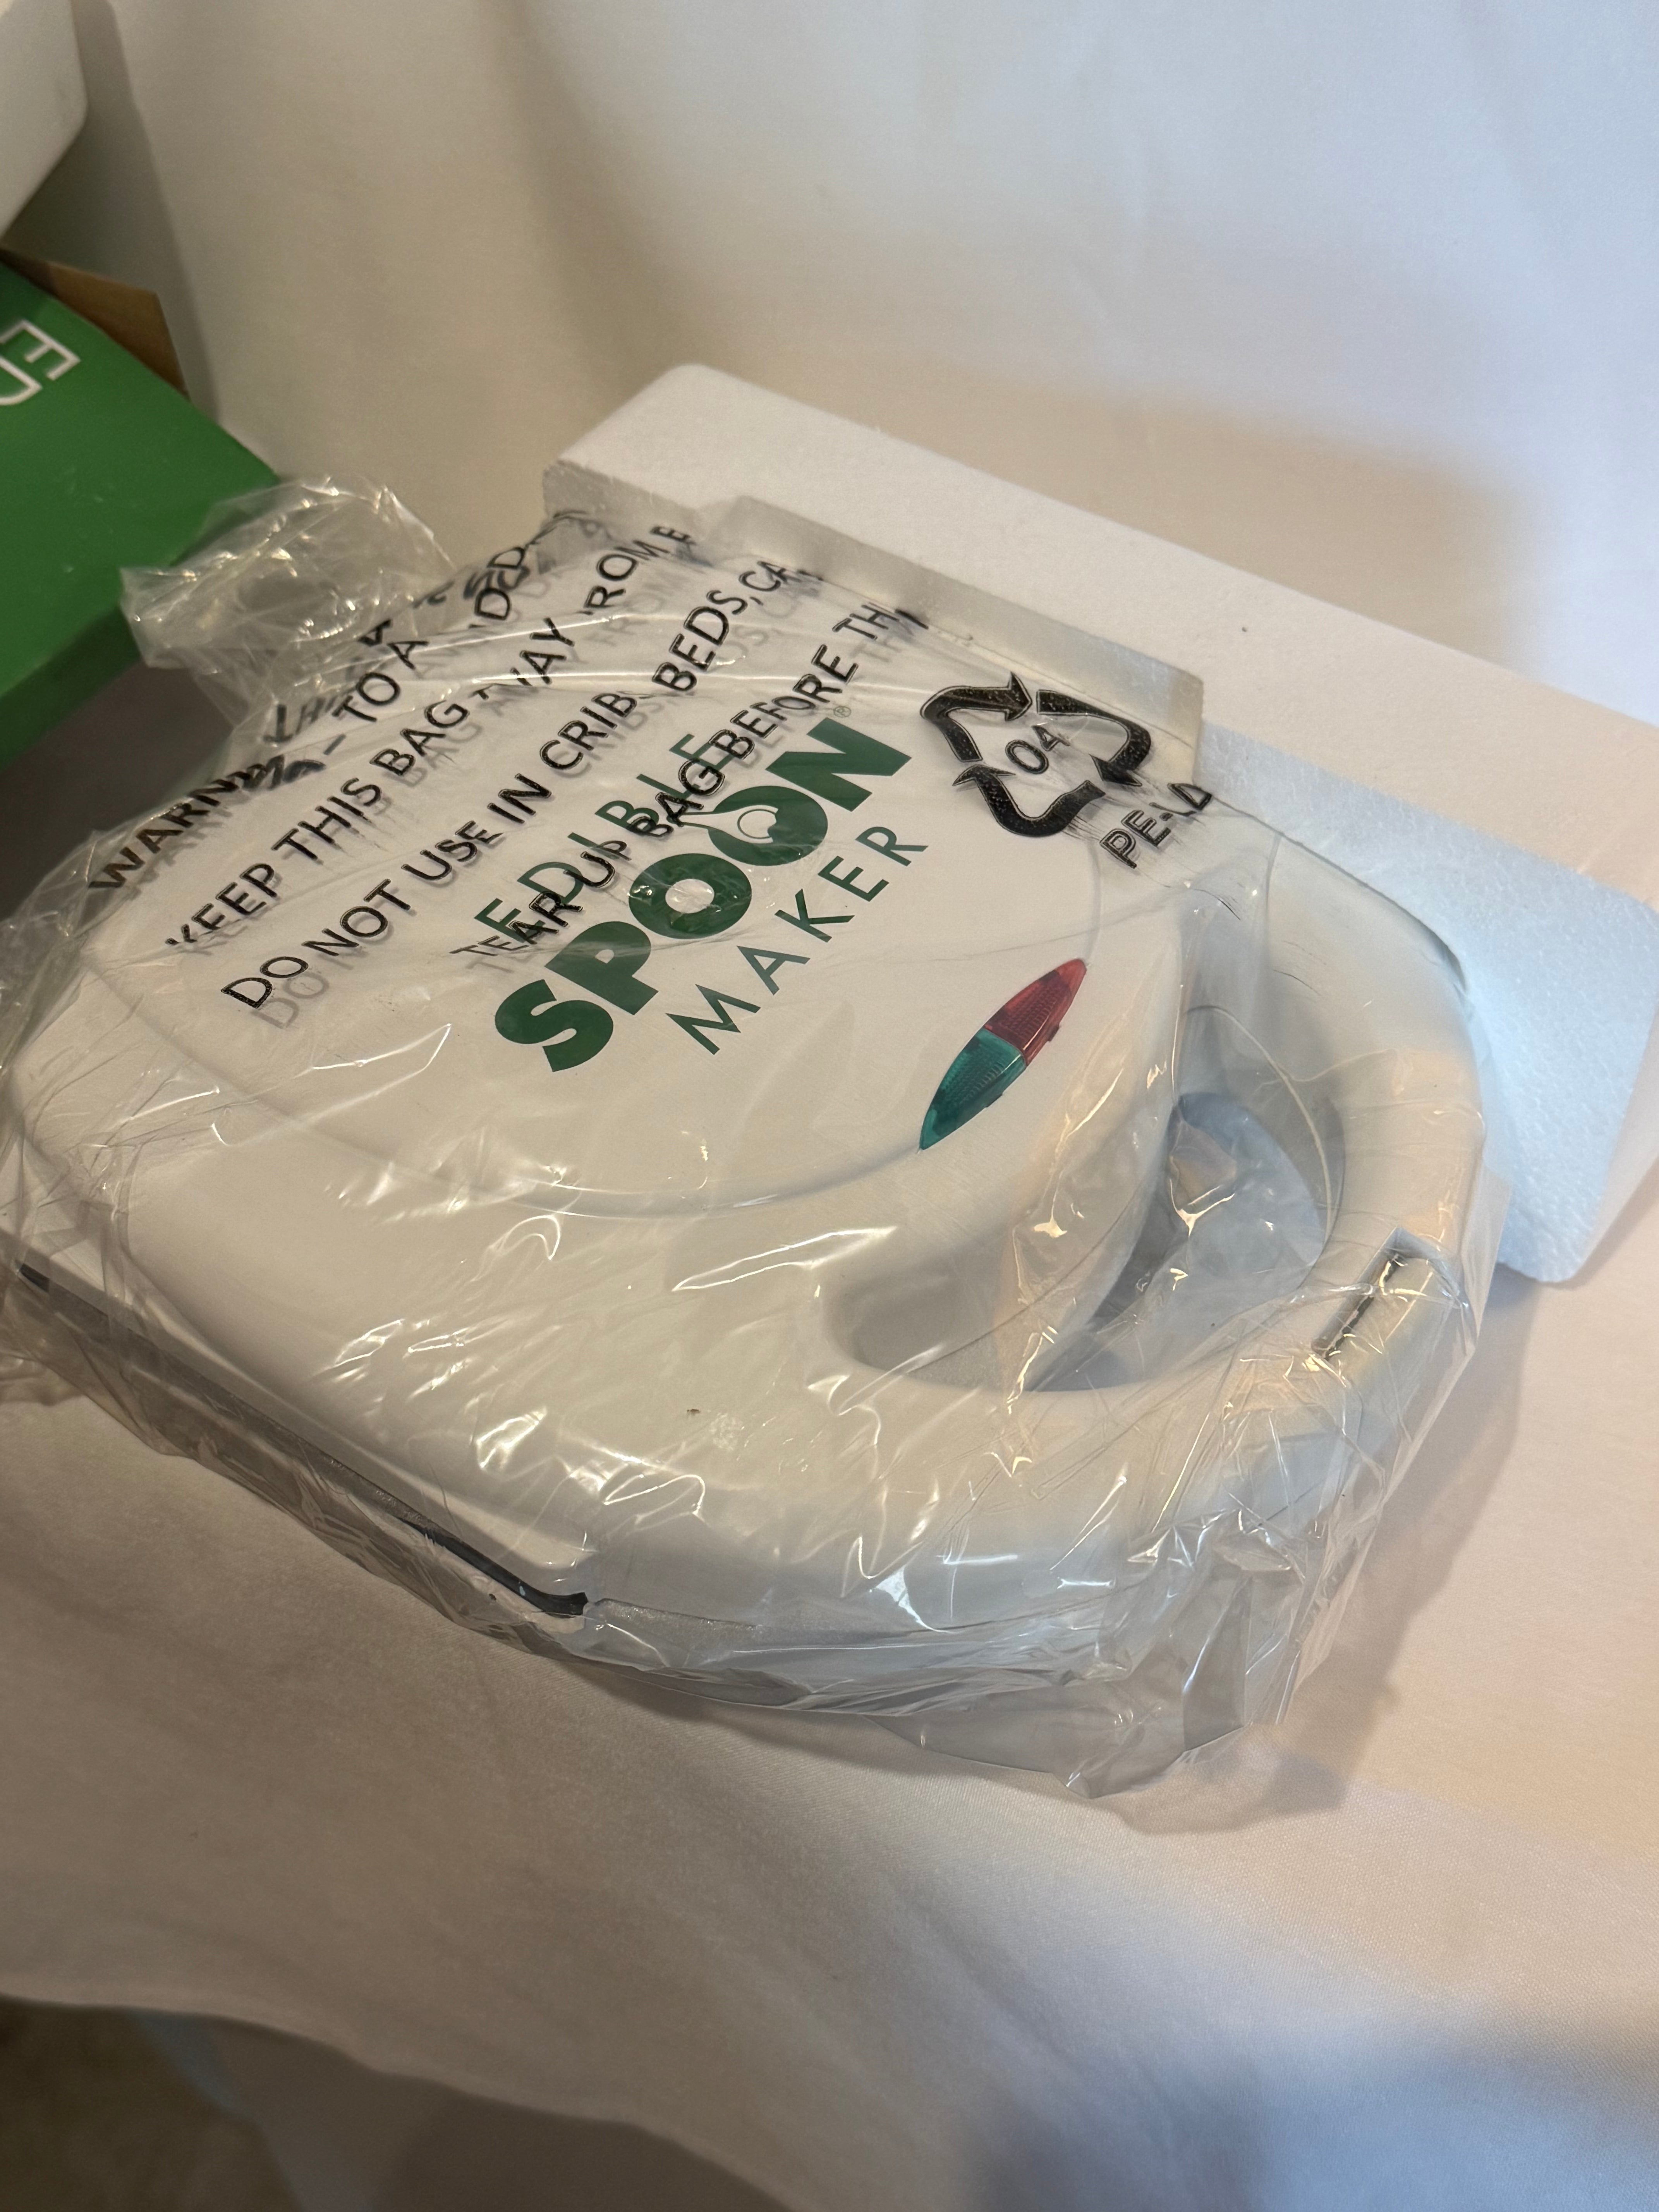 ED
WARNING – TO A
KEEP THIS BAG AWAY FROM B
DO NOT USE IN CRIBS, BEDS, CA
TEAR UP BAG BEFORE TH
04
PE-LD
EDIBLE
SPOON®
MAKER